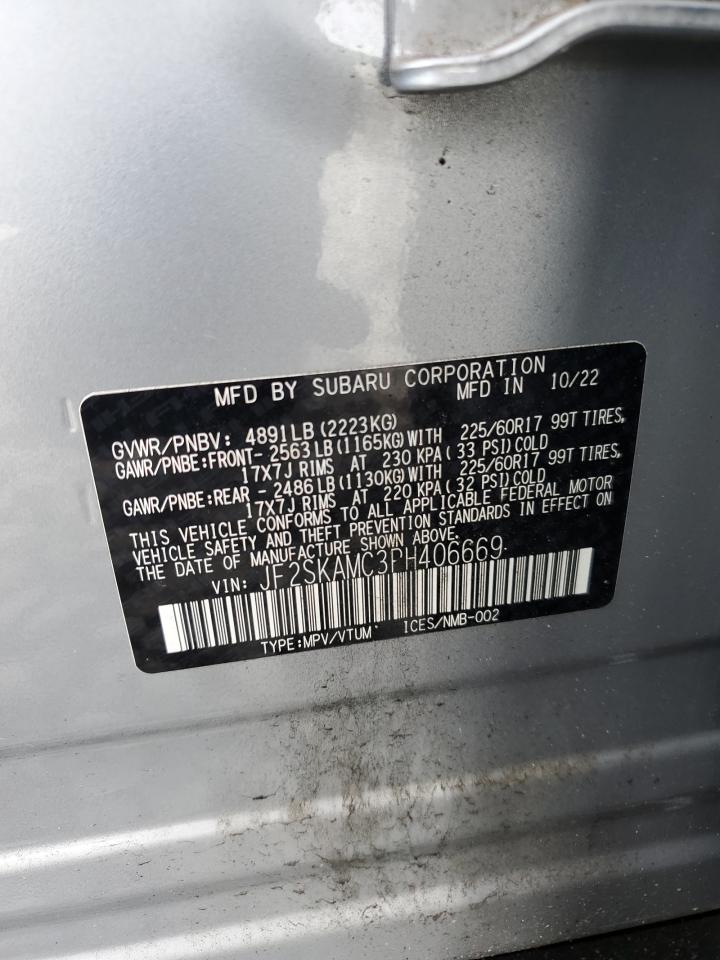 MFD BY SUBARU CORPORATION MFD IN 10/22
GVWR/PNBV: 4891LB(2223KG)
GAWR/PNBE:FRONT- 2563LB(1165KG)WITH 225/60R17 99T TIRES,
17X7J RIMS AT 230 KPA(33 PSI)COLD
GAWR/PNBE:REAR - 2486LB(1130KG)WITH 225/60R17 99T TIRES,
17X7J RIMS AT 220 KPA(32 PSI)COLD
THIS VEHICLE CONFORMS TO ALL APPLICABLE FEDERAL MOTOR
VEHICLE SAFETY AND THEFT PREVENTION STANDARDS IN EFFECT ON
THE DATE OF MANUFACTURE SHOWN ABOVE.
VIN: JF2SKAMC3PH406669
TYPE:MPV/VTUM ICES/NMB-002